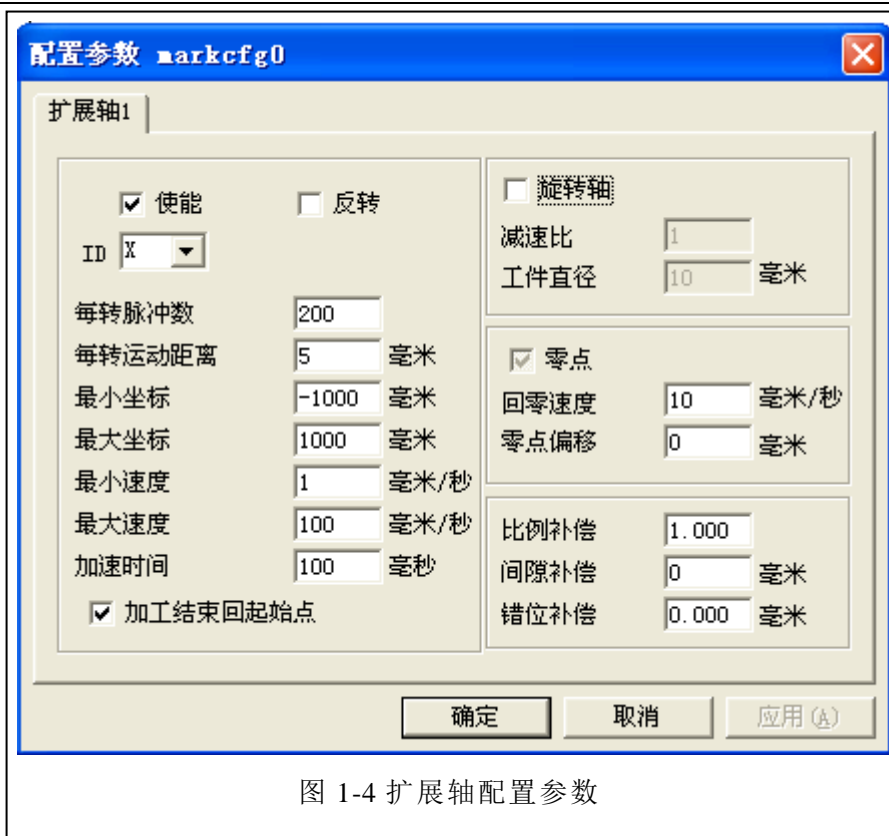 配置参数 markcfg0
扩展轴1
使能 反转
ID X
每转脉冲数 200
每转运动距离 5 毫米
最小坐标 -1000 毫米
最大坐标 1000 毫米
最小速度 1 毫米/秒
最大速度 100 毫米/秒
加速时间 100 毫秒
加工结束回起始点
旋转轴
减速比 1
工件直径 10 毫米
零点
回零速度 10 毫米/秒
零点偏移 0 毫米
比例补偿 1.000
间隙补偿 0 毫米
错位补偿 0.000 毫米
确定 取消 应用(A)
图 1-4 扩展轴配置参数